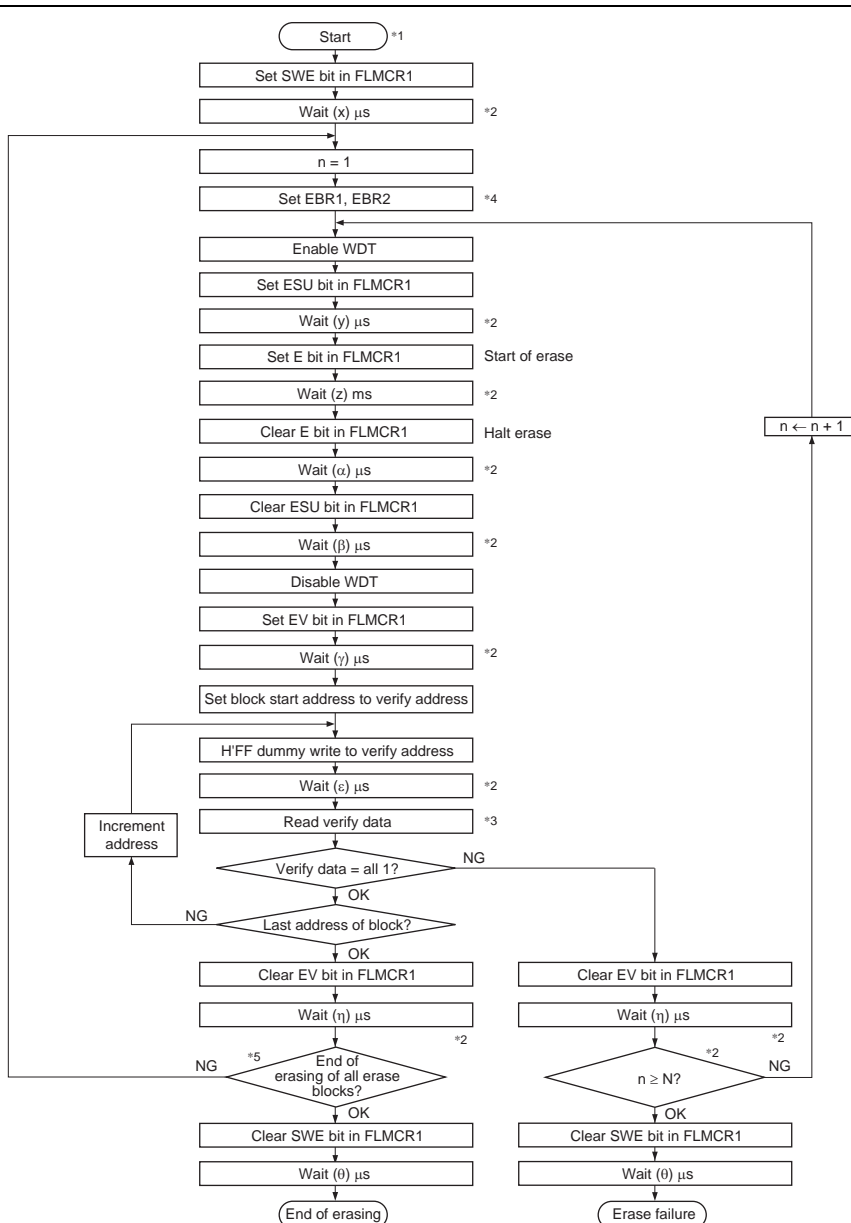 Start *1
Set SWE bit in FLMCR1
Wait (x) μs *2
n = 1
Set EBR1, EBR2 *4
Enable WDT
Set ESU bit in FLMCR1
Wait (y) μs *2
Set E bit in FLMCR1 Start of erase
Wait (z) ms *2
Clear E bit in FLMCR1 Halt erase
n ← n + 1
Wait (α) μs *2
Clear ESU bit in FLMCR1
Wait (β) μs *2
Disable WDT
Set EV bit in FLMCR1
Wait (γ) μs *2
Set block start address to verify address
H'FF dummy write to verify address
Wait (ε) μs *2
Increment
address
Read verify data *3
Verify data = all 1? NG
OK
NG Last address of block?
OK
Clear EV bit in FLMCR1
Wait (η) μs
*2
NG *5
End of
erasing of all erase
blocks?
OK
Clear SWE bit in FLMCR1
Wait (θ) μs
End of erasing
Clear EV bit in FLMCR1
Wait (η) μs
*2
*2
n ≥ N? NG
OK
Clear SWE bit in FLMCR1
Wait (θ) μs
Erase failure